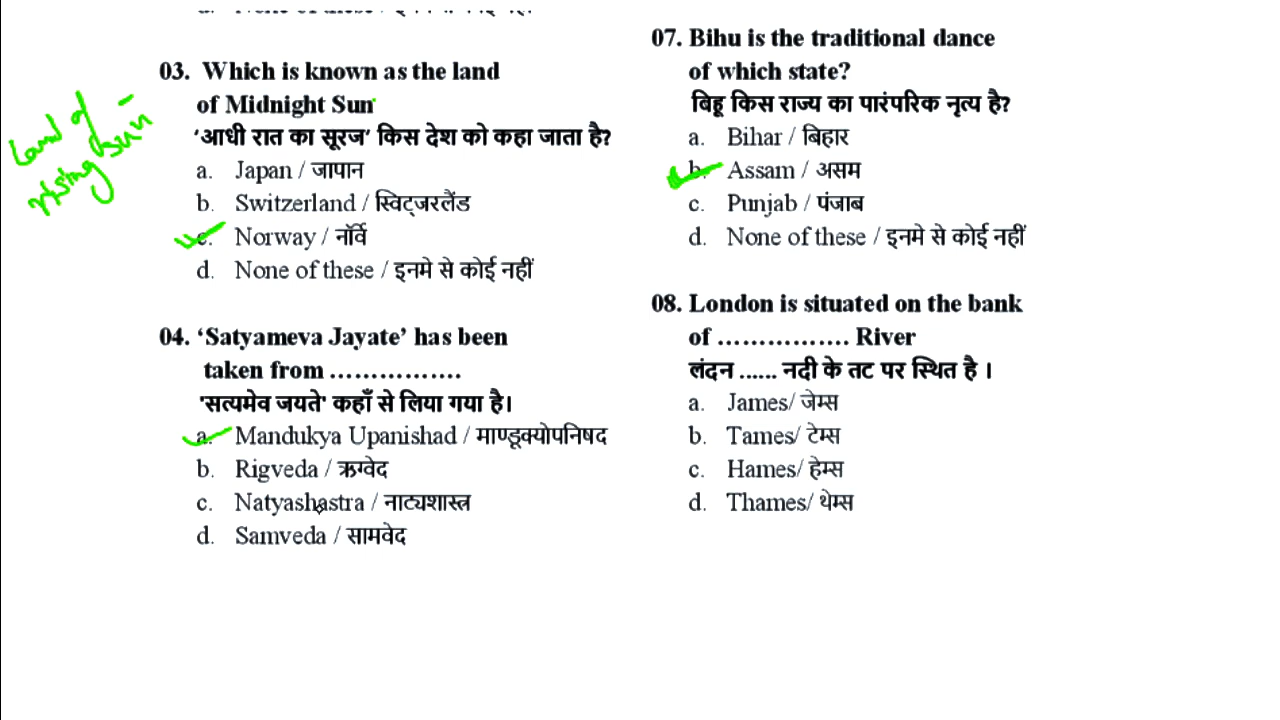 03. Which is known as the land
of Midnight Sun
'आधी रात का सूरज' किस देश को कहा जाता है?
a. Japan / जापान
b. Switzerland / स्विट्जरलैंड
c. Norway / नॉर्वे
d. None of these / इनमे से कोई नहीं
Land of
rising sun
04. ‘Satyameva Jayate’ has been
taken from …………….
'सत्यमेव जयते' कहाँ से लिया गया है।
a. Mandukya Upanishad / माण्डूक्योपनिषद
b. Rigveda / ऋग्वेद
c. Natyashastra / नाट्यशास्त्र
d. Samveda / सामवेद
07. Bihu is the traditional dance
of which state?
बिहू किस राज्य का पारंपरिक नृत्य है?
a. Bihar / बिहार
b. Assam / असम
c. Punjab / पंजाब
d. None of these / इनमे से कोई नहीं
08. London is situated on the bank
of ……………. River
लंदन ...... नदी के तट पर स्थित है ।
a. James/ जेम्स
b. Tames/ टेम्स
c. Hames/ हेम्स
d. Thames/ थेम्स